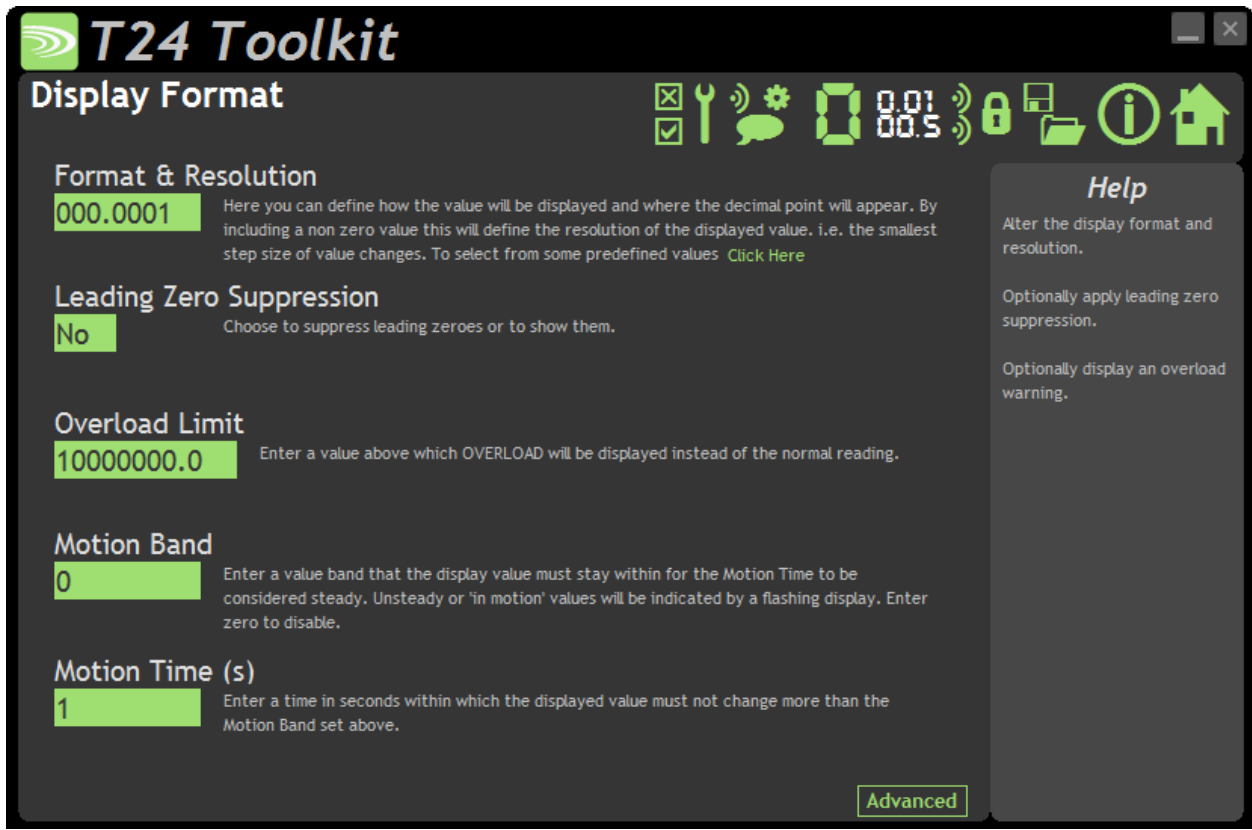 T24 Toolkit
Display Format
0.01
00.5
Format & Resolution
000.0001
Here you can define how the value will be displayed and where the decimal point will appear. By
including a non zero value this will define the resolution of the displayed value. i.e. the smallest
step size of value changes. To select from some predefined values Click Here
Leading Zero Suppression
No
Choose to suppress leading zeroes or to show them.
Overload Limit
10000000.0
Enter a value above which OVERLOAD will be displayed instead of the normal reading.
Motion Band
0
Enter a value band that the display value must stay within for the Motion Time to be
considered steady. Unsteady or 'in motion' values will be indicated by a flashing display. Enter
zero to disable.
Motion Time (s)
1
Enter a time in seconds within which the displayed value must not change more than the
Motion Band set above.
Advanced
Help
Alter the display format and
resolution.
Optionally apply leading zero
suppression.
Optionally display an overload
warning.